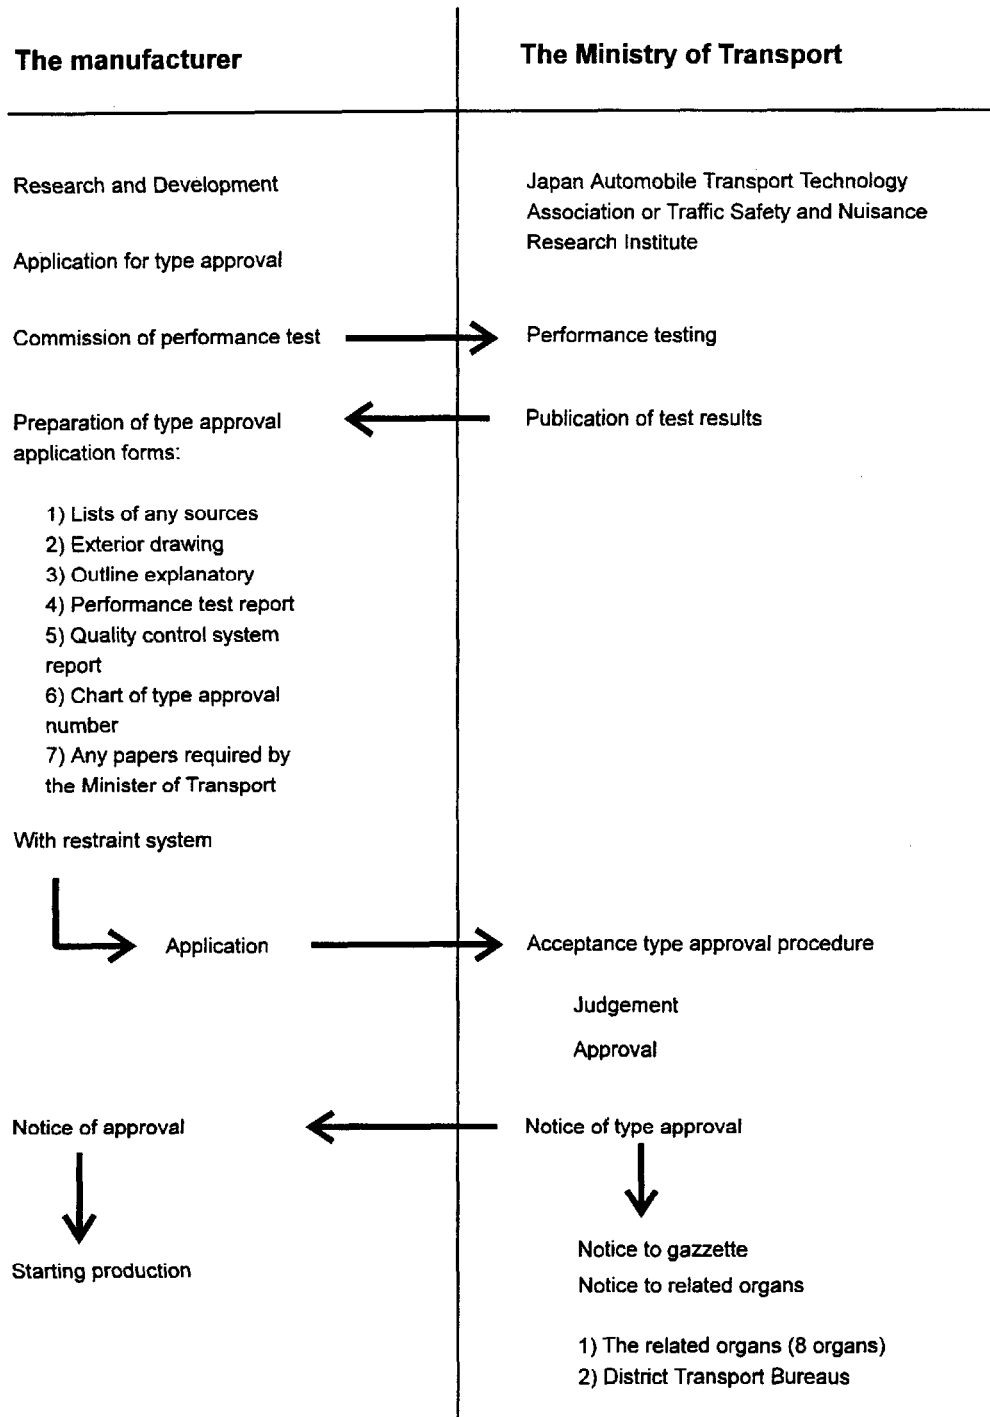 The manufacturer
The Ministry of Transport
Research and Development
Japan Automobile Transport Technology
Association or Traffic Safety and Nuisance
Research Institute
Application for type approval
Commission of performance test
Performance testing
Preparation of type approval
application forms:
Publication of test results
1) Lists of any sources
2) Exterior drawing
3) Outline explanatory
4) Performance test report
5) Quality control system
report
6) Chart of type approval
number
7) Any papers required by
the Minister of Transport
With restraint system
Application
Acceptance type approval procedure
Judgement
Approval
Notice of approval
Notice of type approval
Starting production
Notice to gazzette
Notice to related organs
1) The related organs (8 organs)
2) District Transport Bureaus